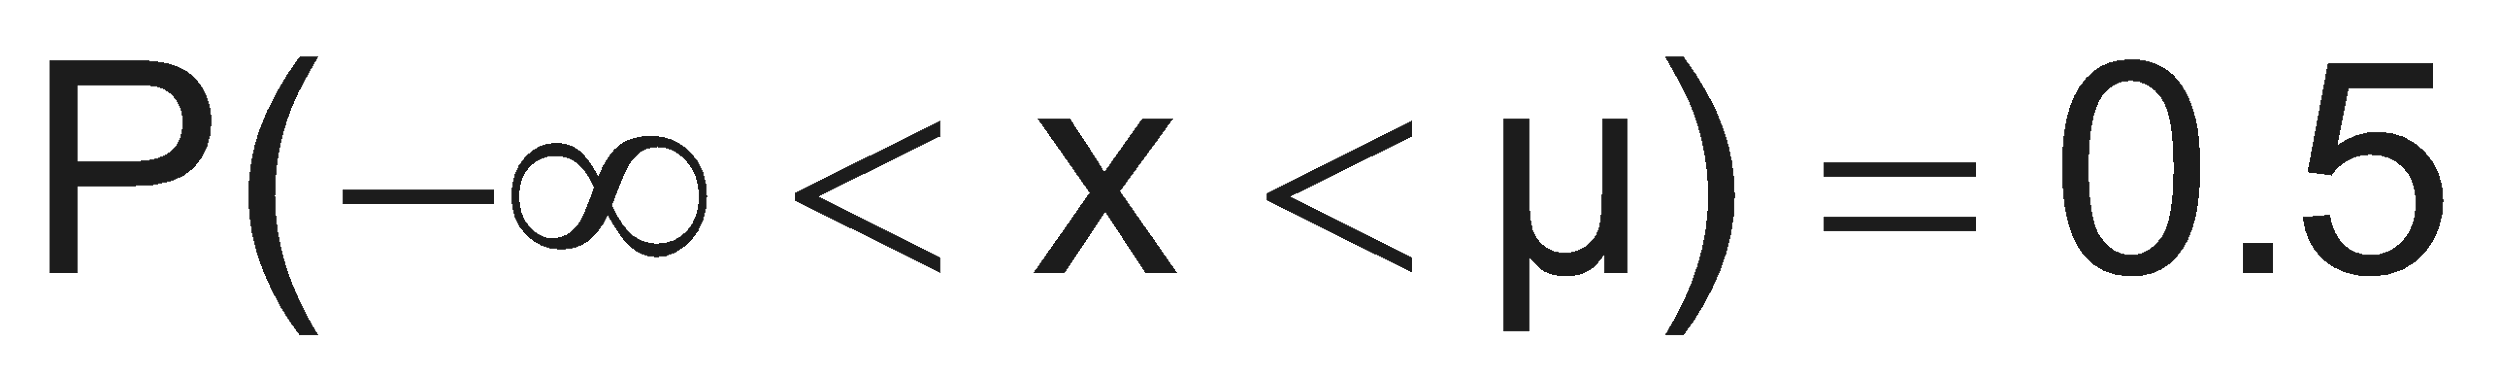 P(−∞ < x < μ) = 0.5